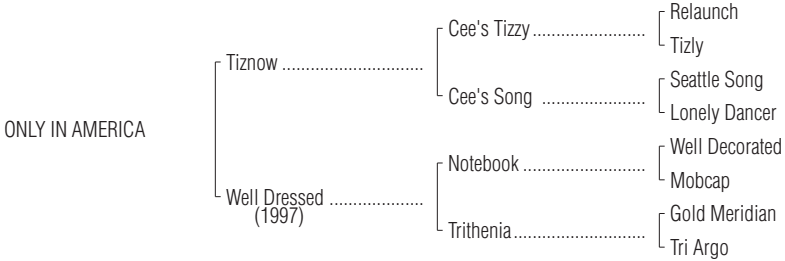 Relaunch
Cee's Tizzy ........................
Tizly
Tiznow ..............................
Seattle Song
Cee's Song ......................
Lonely Dancer
ONLY IN AMERICA
Well Decorated
Notebook ..........................
Mobcap
Well Dressed ....................
(1997)
Gold Meridian
Trithenia............................
Tri Argo